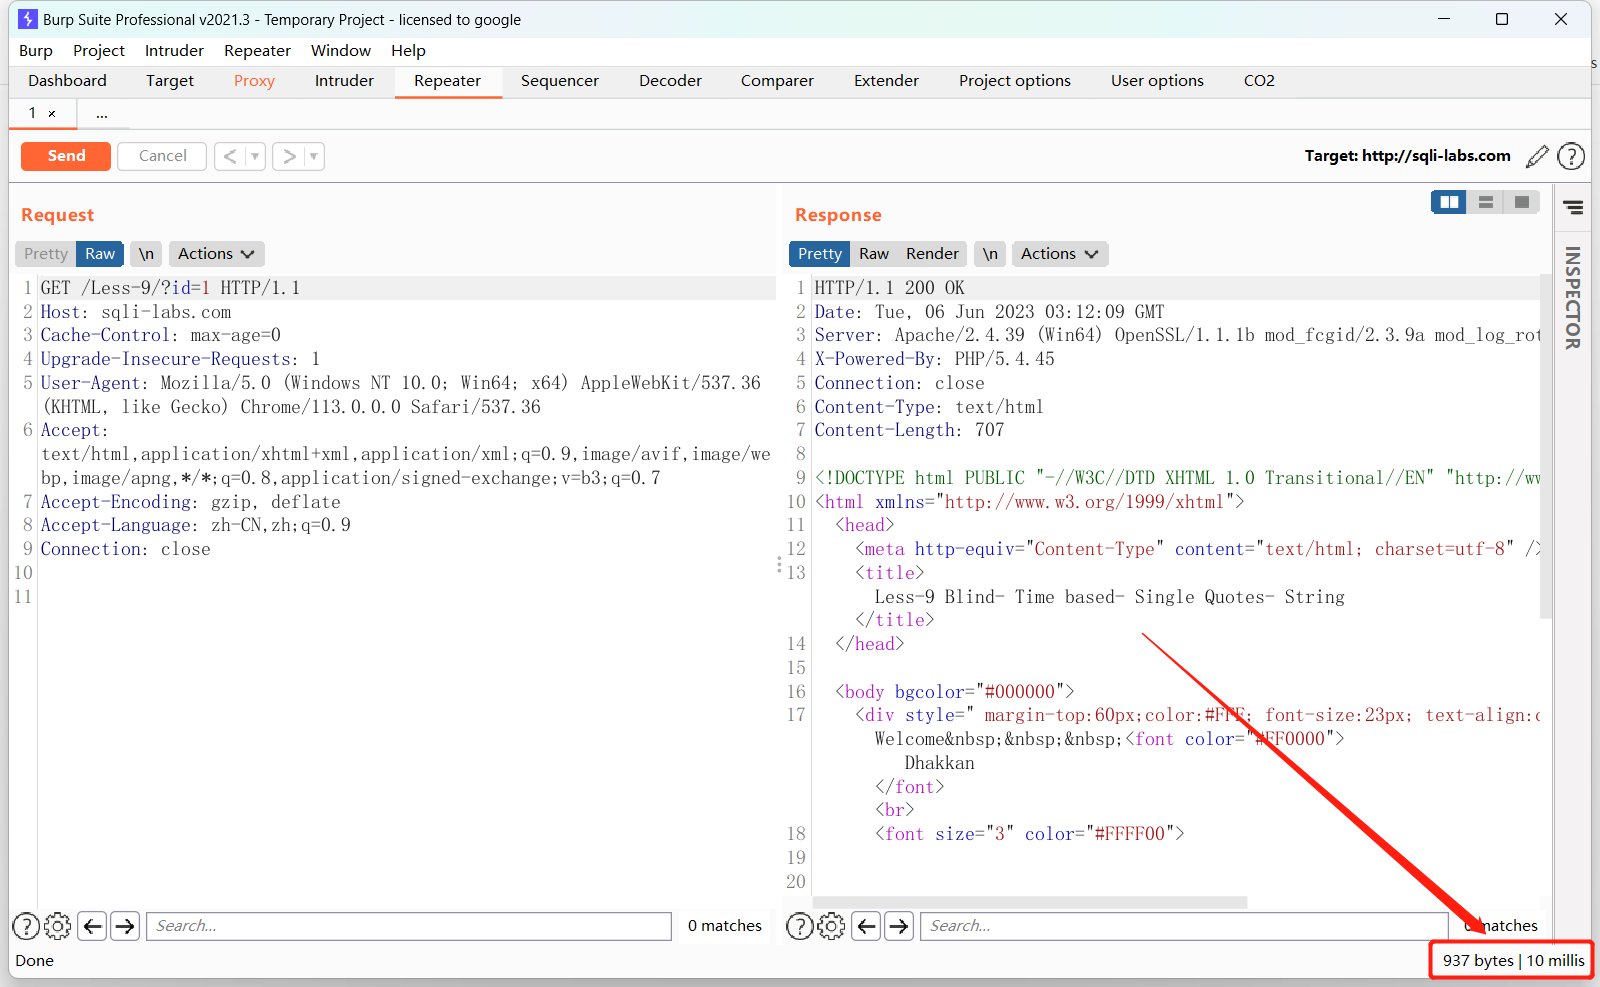 Burp Suite Professional v2021.3 - Temporary Project - licensed to google
Burp Project Intruder Repeater Window Help
Dashboard Target Proxy Intruder Repeater Sequencer Decoder Comparer Extender Project options User options CO2
1 × ...
Send Cancel < > Target: http://sqli-labs.com ?
Request
Pretty Raw \n Actions
1 GET /Less-9/?id=1 HTTP/1.1
2 Host: sqli-labs.com
3 Cache-Control: max-age=0
4 Upgrade-Insecure-Requests: 1
5 User-Agent: Mozilla/5.0 (Windows NT 10.0; Win64; x64) AppleWebKit/537.36
(KHTML, like Gecko) Chrome/113.0.0.0 Safari/537.36
6 Accept:
text/html,application/xhtml+xml,application/xml;q=0.9,image/avif,image/we
bp,image/apng,*/*;q=0.8,application/signed-exchange;v=b3;q=0.7
7 Accept-Encoding: gzip, deflate
8 Accept-Language: zh-CN,zh;q=0.9
9 Connection: close
10
11
? Search... 0 matches
Response
Pretty Raw Render \n Actions
1 HTTP/1.1 200 OK
2 Date: Tue, 06 Jun 2023 03:12:09 GMT
3 Server: Apache/2.4.39 (Win64) OpenSSL/1.1.1b mod_fcgid/2.3.9a mod_log_rot
4 X-Powered-By: PHP/5.4.45
5 Connection: close
6 Content-Type: text/html
7 Content-Length: 707
8
9 <!DOCTYPE html PUBLIC "-//W3C//DTD XHTML 1.0 Transitional//EN" "http://ww
10 <html xmlns="http://www.w3.org/1999/xhtml">
11 <head>
12 <meta http-equiv="Content-Type" content="text/html; charset=utf-8" />
13 <title>
Less-9 Blind- Time based- Single Quotes- String
</title>
14 </head>
15
16 <body bgcolor="#000000">
17 <div style=" margin-top:60px;color:#FFF; font-size:23px; text-align:c
Welcome&nbsp;&nbsp;&nbsp;<font color="#FF0000">
Dhakkan
</font>
<br>
18 <font size="3" color="#FFFF00">
19
20
? Search... 0 matches
INSPECTOR
Done
937 bytes | 10 millis